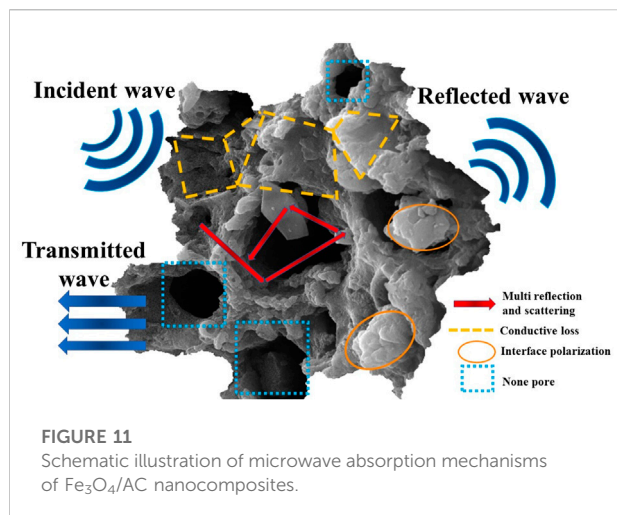 Incident wave
Reflected wave
Transmitted
wave
Multi reflection
and scattering
Conductive loss
Interface polarization
None pore
FIGURE 11
Schematic illustration of microwave absorption mechanisms
of Fe₃O₄/AC nanocomposites.